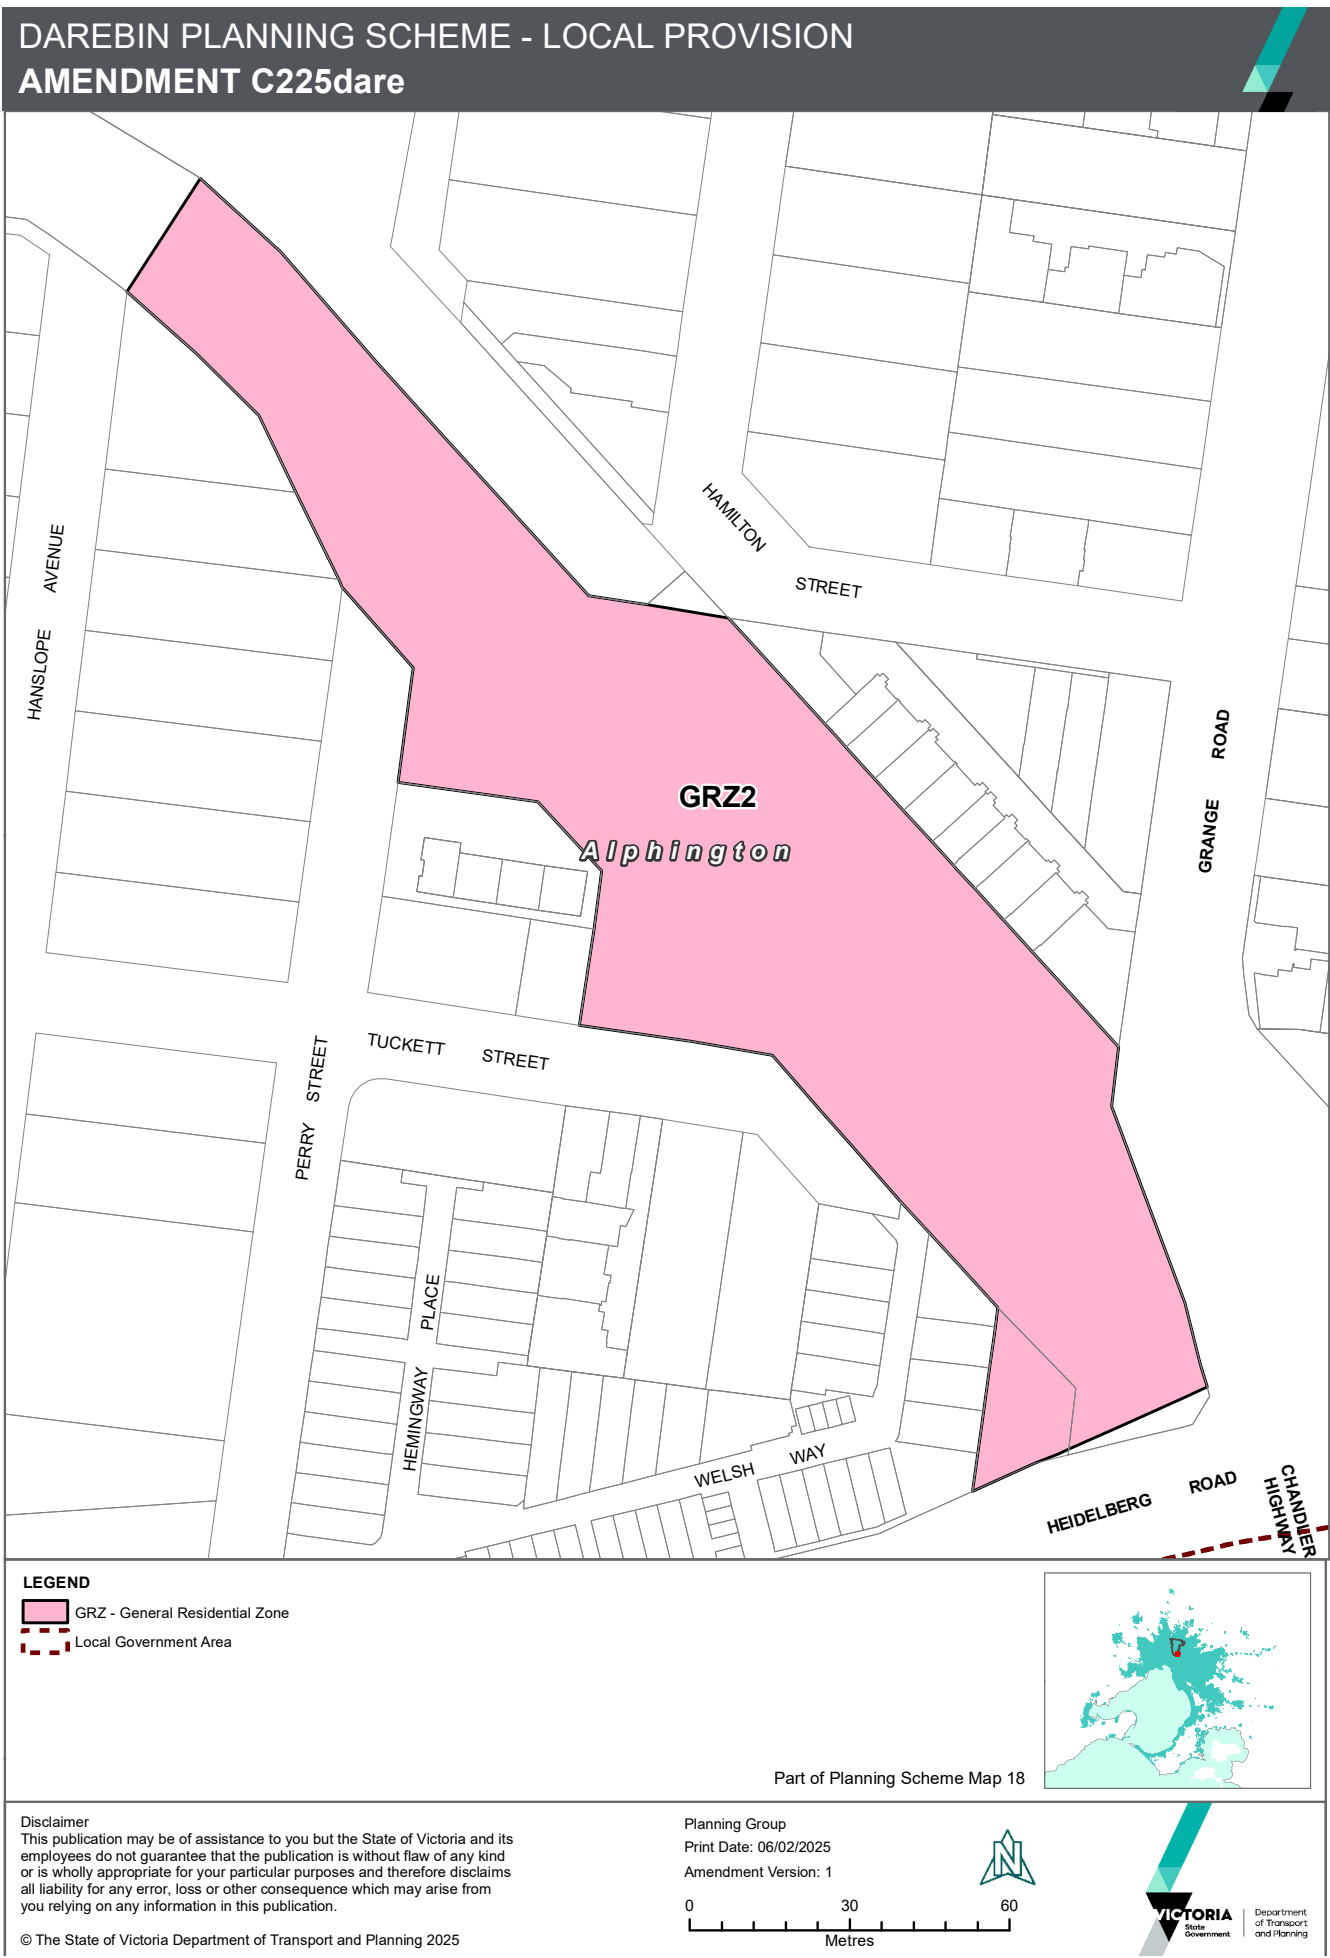 DAREBIN PLANNING SCHEME - LOCAL PROVISION
AMENDMENT C225dare
HAMILTON
STREET
HANSLOPE AVENUE
GRANGE ROAD
GRZ2
Alphington
TUCKETT STREET
PERRY STREET
HEMINGWAY PLACE
WELSH WAY
HEIDELBERG ROAD
CHANDLER
HIGHWAY
LEGEND
GRZ - General Residential Zone
Local Government Area
Part of Planning Scheme Map 18
Disclaimer
This publication may be of assistance to you but the State of Victoria and its
employees do not guarantee that the publication is without flaw of any kind
or is wholly appropriate for your particular purposes and therefore disclaims
all liability for any error, loss or other consequence which may arise from
you relying on any information in this publication.
© The State of Victoria Department of Transport and Planning 2025
Planning Group
Print Date: 06/02/2025
Amendment Version: 1
N
0 30 60
Metres
VICTORIA
State
Government
Department
of Transport
and Planning